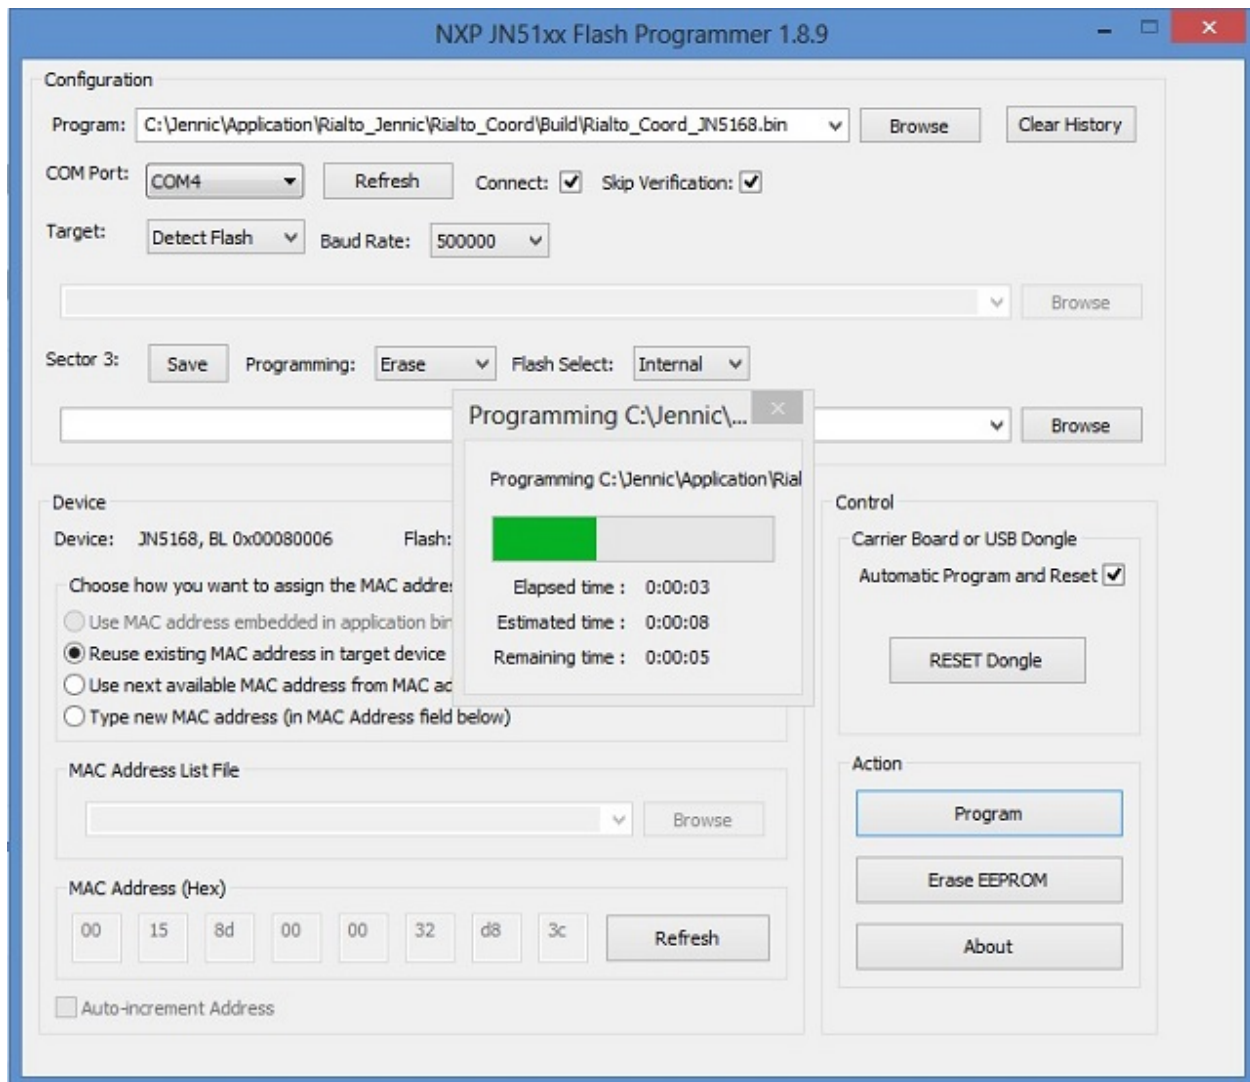 NXP JN51xx Flash Programmer 1.8.9
Configuration
Program: C:\Jennic\Application\Rialto_Jennic\Rialto_Coord\Build\Rialto_Coord_JN5168.bin Browse Clear History
COM Port: COM4 Refresh Connect: Skip Verification:
Target: Detect Flash Baud Rate: 500000
Browse
Sector 3: Save Programming: Erase Flash Select: Internal
Browse
Programming C:\Jennic\...
Programming C:\Jennic\Application\Rial
Elapsed time : 0:00:03
Estimated time : 0:00:08
Remaining time : 0:00:05
Device
Device: JN5168, BL 0x00080006 Flash:
Choose how you want to assign the MAC addre
Use MAC address embedded in application bin
Reuse existing MAC address in target device
Use next available MAC address from MAC ad
Type new MAC address (in MAC Address field below)
MAC Address List File
Browse
MAC Address (Hex)
00 15 8d 00 00 32 d8 3c Refresh
Auto-increment Address
Control
Carrier Board or USB Dongle
Automatic Program and Reset
RESET Dongle
Action
Program
Erase EEPROM
About